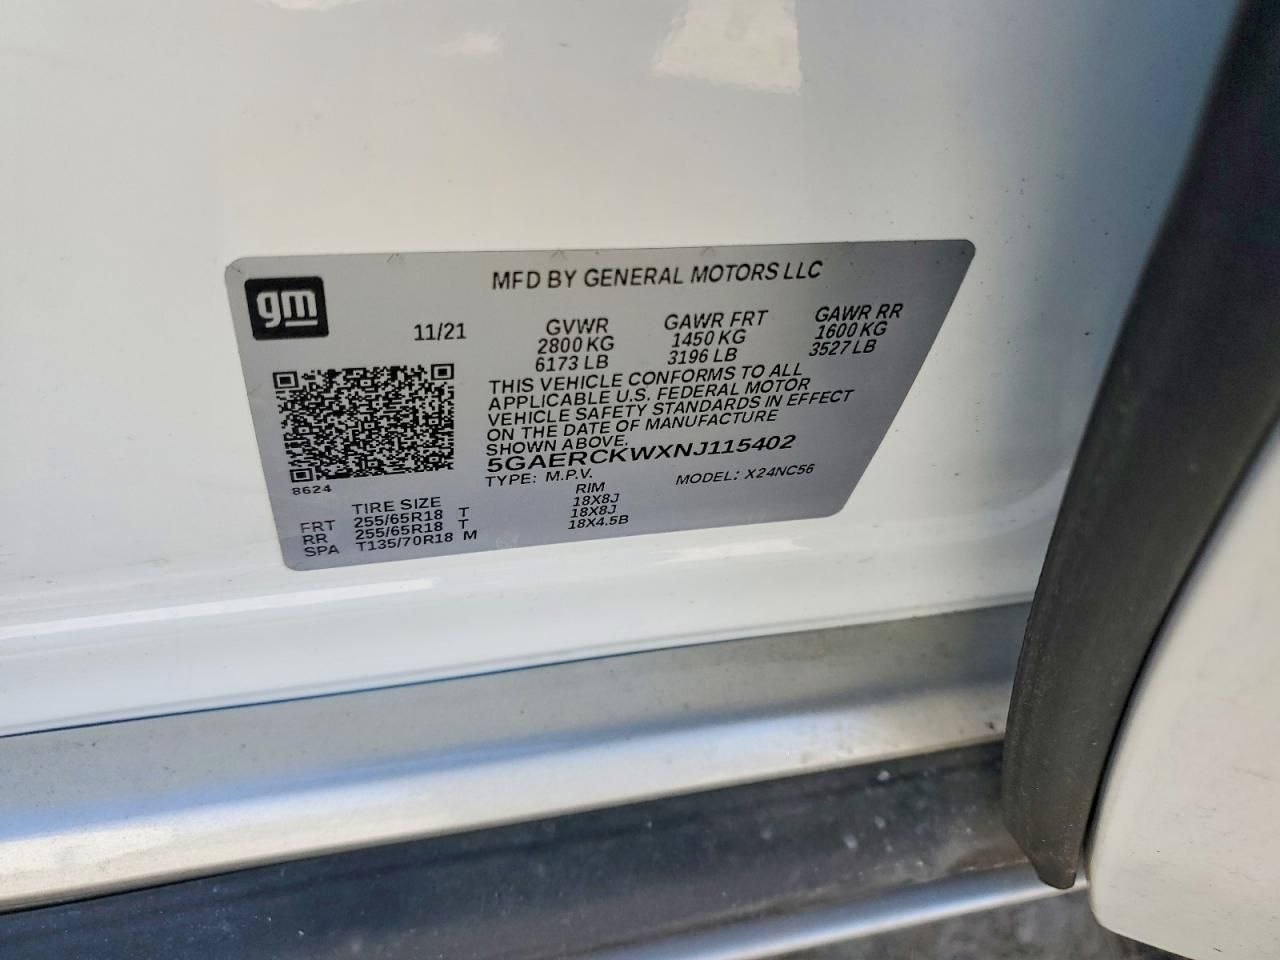 gm
MFD BY GENERAL MOTORS LLC
11/21 GVWR GAWR FRT GAWR RR
2800 KG 1450 KG 1600 KG
6173 LB 3196 LB 3527 LB
THIS VEHICLE CONFORMS TO ALL
APPLICABLE U.S. FEDERAL MOTOR
VEHICLE SAFETY STANDARDS IN EFFECT
ON THE DATE OF MANUFACTURE
SHOWN ABOVE.
5GAERCKWXNJ115402
TYPE: M.P.V. MODEL: X24NC56
8624
TIRE SIZE RIM
FRT 255/65R18 T 18X8J
RR 255/65R18 T 18X8J
SPA T135/70R18 M 18X4.5B